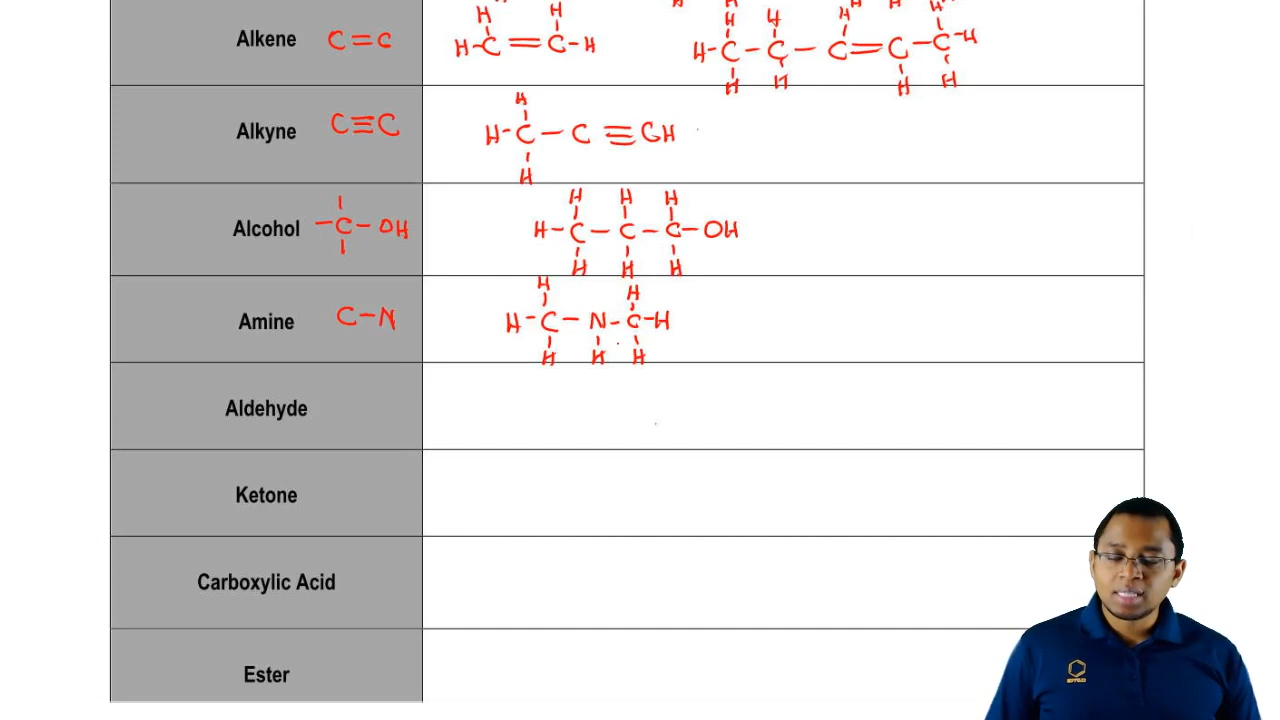 H H
Alkene C=C H-C=C-H H-C-C-C=C-C-H
H H H H
H
Alkyne C≡C H-C-C≡CH
H
H H H
Alcohol -C-OH H-C-C-C-OH
H H H
H H
Amine C-N H-C-N-C-H
H H H
Aldehyde
Ketone
Carboxylic Acid
Ester